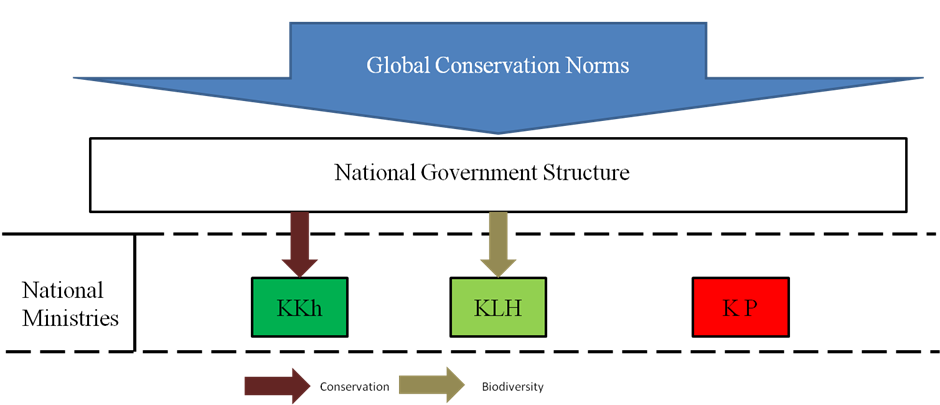 Global Conservation Norms
National Government Structure
National
Ministries
KKh
KLH
K P
Conservation
Biodiversity